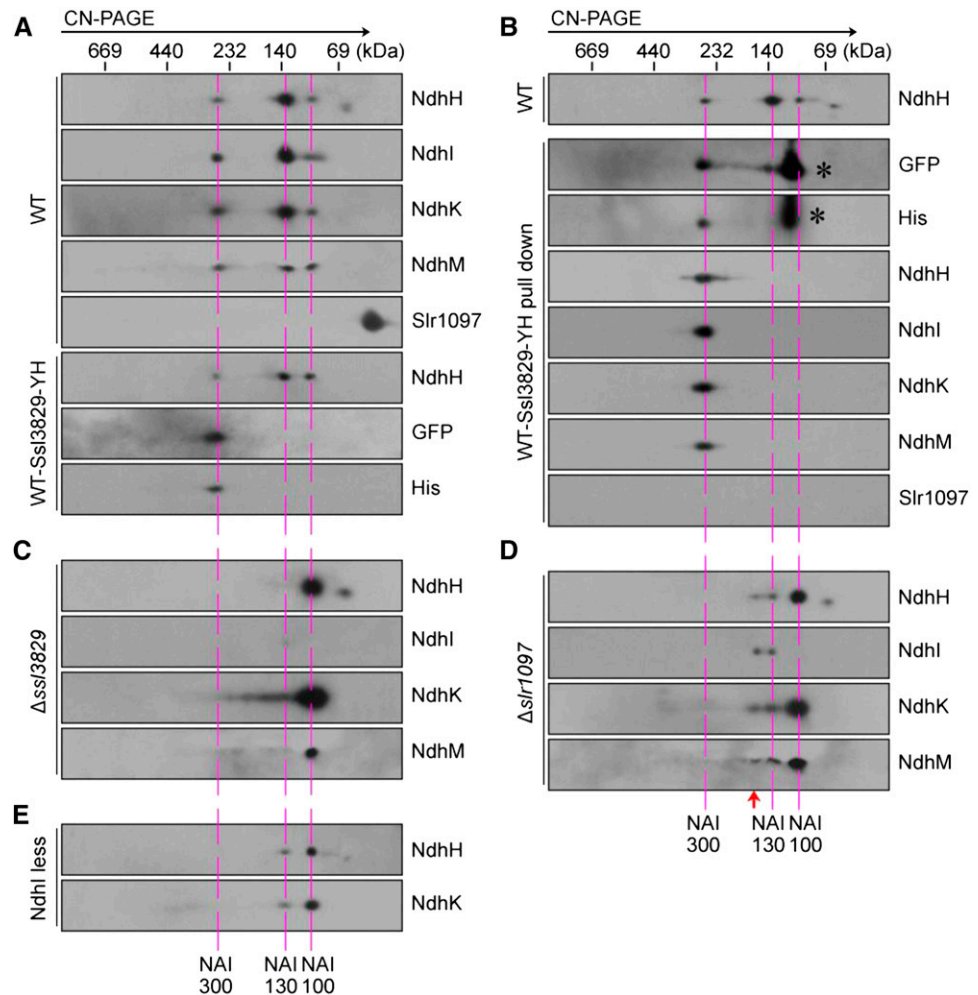 A
CN-PAGE
669 440 232 140 69 (kDa)
WT
NdhH
NdhI
NdhK
NdhM
Slr1097
WT-Ssl3829-YH
NdhH
GFP
His
B
CN-PAGE
669 440 232 140 69 (kDa)
WT
NdhH
WT-Ssl3829-YH pull down
GFP
*
His
*
NdhH
NdhI
NdhK
NdhM
Slr1097
C
Δssl3829
NdhH
NdhI
NdhK
NdhM
D
Δslr1097
NdhH
NdhI
NdhK
NdhM
NAI NAI NAI
300 130 100
E
NdhI less
NdhH
NdhK
NAI NAI NAI
300 130 100